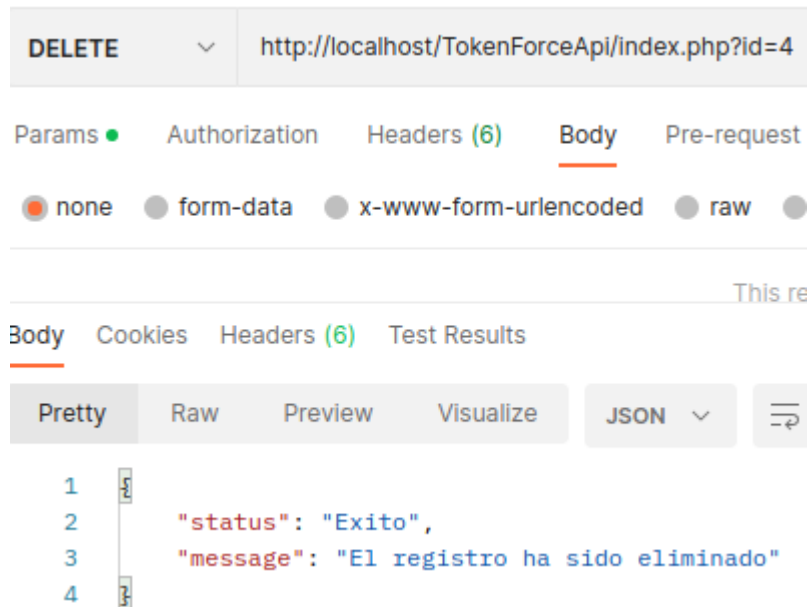 DELETE http://localhost/TokenForceApi/index.php?id=4
Params Authorization Headers (6) Body Pre-request
none form-data x-www-form-urlencoded raw
This re
Body Cookies Headers (6) Test Results
Pretty Raw Preview Visualize JSON
1 {
2 "status": "Exito",
3 "message": "El registro ha sido eliminado"
4 }